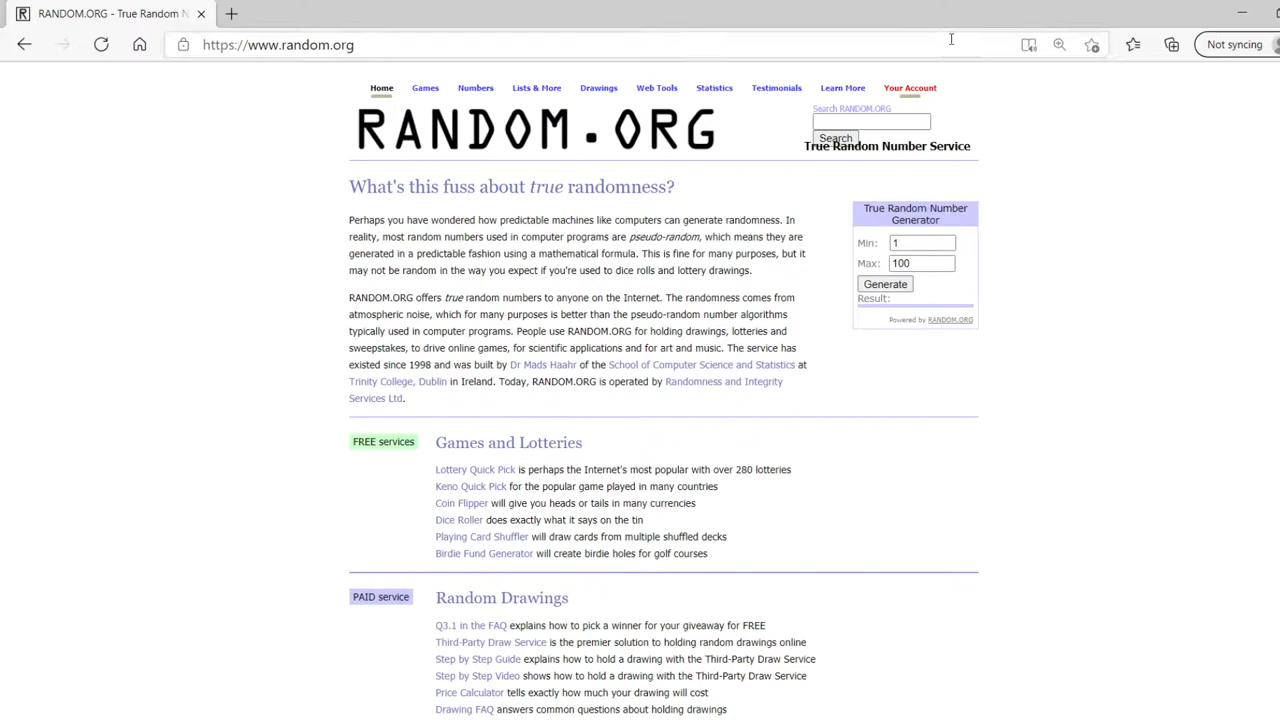 RANDOM.ORG - True Random N
https://www.random.org
Not syncing
Home Games Numbers Lists & More Drawings Web Tools Statistics Testimonials Learn More Your Account
RANDOM.ORG
Search RANDOM.ORG
Search
True Random Number Service
What's this fuss about true randomness?
Perhaps you have wondered how predictable machines like computers can generate randomness. In
reality, most random numbers used in computer programs are pseudo-random, which means they are
generated in a predictable fashion using a mathematical formula. This is fine for many purposes, but it
may not be random in the way you expect if you're used to dice rolls and lottery drawings.
RANDOM.ORG offers true random numbers to anyone on the Internet. The randomness comes from
atmospheric noise, which for many purposes is better than the pseudo-random number algorithms
typically used in computer programs. People use RANDOM.ORG for holding drawings, lotteries and
sweepstakes, to drive online games, for scientific applications and for art and music. The service has
existed since 1998 and was built by Dr Mads Haahr of the School of Computer Science and Statistics at
Trinity College, Dublin in Ireland. Today, RANDOM.ORG is operated by Randomness and Integrity
Services Ltd.
True Random Number
Generator
Min: 1
Max: 100
Generate
Result:
Powered by RANDOM.ORG
FREE services
Games and Lotteries
Lottery Quick Pick is perhaps the Internet's most popular with over 280 lotteries
Keno Quick Pick for the popular game played in many countries
Coin Flipper will give you heads or tails in many currencies
Dice Roller does exactly what it says on the tin
Playing Card Shuffler will draw cards from multiple shuffled decks
Birdie Fund Generator will create birdie holes for golf courses
PAID service
Random Drawings
Q3.1 in the FAQ explains how to pick a winner for your giveaway for FREE
Third-Party Draw Service is the premier solution to holding random drawings online
Step by Step Guide explains how to hold a drawing with the Third-Party Draw Service
Step by Step Video shows how to hold a drawing with the Third-Party Draw Service
Price Calculator tells exactly how much your drawing will cost
Drawing FAQ answers common questions about holding drawings